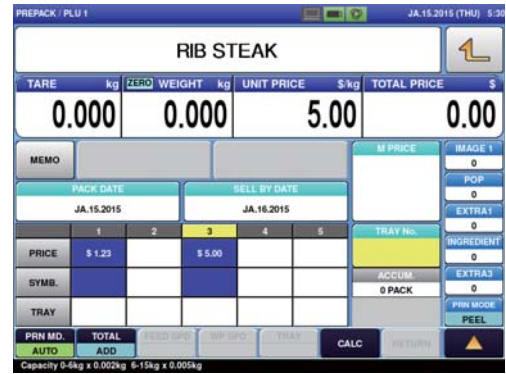 PREPACK / PLU 1 JA.15.2015 (THU) 5:30
RIB STEAK
TARE kg ZERO WEIGHT kg UNIT PRICE $/kg TOTAL PRICE $
0.000 0.000 5.00 0.00
MEMO M PRICE IMAGE 1
0
POP
0
PACK DATE SELL BY DATE
JA.15.2015 JA.16.2015
EXTRA1
0
1 2 3 4 5 TRAY No.
INGREDIENT
0
PRICE $ 1.23 $ 5.00
SYMB. ACCUM. EXTRA3
0 PACK 0
TRAY PRN MODE
PEEL
PRN MD. TOTAL FEED SPD WP SPD TRAY CALC RETURN
AUTO ADD
Capacity 0-6kg x 0.002kg 6-15kg x 0.005kg